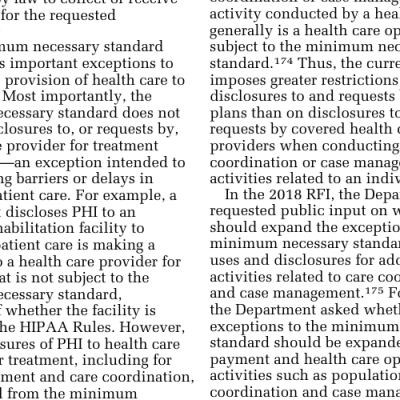 y law to collect or receive
for the requested
mum necessary standard
s important exceptions to
provision of health care to
Most importantly, the
ecessary standard does not
closures to, or requests by,
e provider for treatment
—an exception intended to
ng barriers or delays in
atient care. For example, a
discloses PHI to an
habilitation facility to
patient care is making a
o a health care provider for
at is not subject to the
ecessary standard,
f whether the facility is
he HIPAA Rules. However,
sures of PHI to health care
r treatment, including for
ment and care coordination,
d from the minimum
coordination or case manage
activity conducted by a hea
generally is a health care op
subject to the minimum nec
standard.¹⁷⁴ Thus, the curre
imposes greater restrictions
disclosures to and requests
plans than on disclosures to
requests by covered health c
providers when conducting
coordination or case manag
activities related to an indiv
In the 2018 RFI, the Depa
requested public input on w
should expand the exceptio
minimum necessary standar
uses and disclosures for add
activities related to care coo
and case management.¹⁷⁵ Fo
the Department asked wheth
exceptions to the minimum
standard should be expande
payment and health care op
activities such as population
coordination and case mana